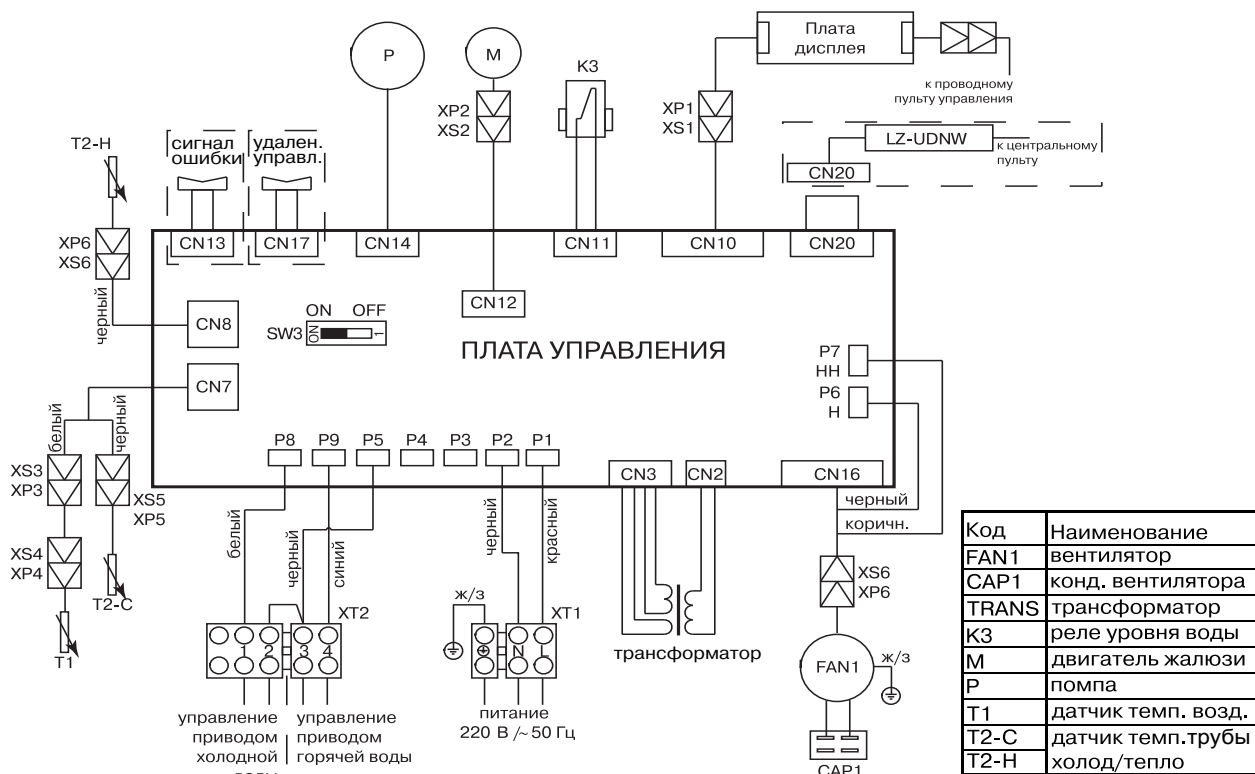 Плата
дисплея
P
M
K3
к проводному
пульту управления
XP2
XS2
XP1
XS1
T2-H
сигнал
ошибки
удален.
управл.
LZ-UDNW
к центральному
пульту
CN20
CN13
CN17
CN14
CN11
CN10
CN20
XP6
XS6
черный
CN8
ON OFF
SW3
ON
1
CN12
ПЛАТА УПРАВЛЕНИЯ
P7
HH
P6
H
CN7
белый
черный
P8
P9
P5
P4
P3
P2
P1
CN3
CN2
CN16
XS3
XP3
XS5
XP5
белый
черный
синий
черный
красный
черный
коричн.
XS4
XP4
T2-C
T1
XT2
1
2
3
4
ж/з
XT1
N
L
трансформатор
XS6
XP6
FAN1
ж/з
CAP1
управление
приводом
холодной
воды
управление
приводом
горячей воды
питание
220 В /~ 50 Гц
Код Наименование
FAN1 вентилятор
CAP1 конд. вентилятора
TRANS трансформатор
K3 реле уровня воды
M двигатель жалюзи
P помпа
T1 датчик темп. возд.
T2-C датчик темп.трубы
T2-H холод/тепло